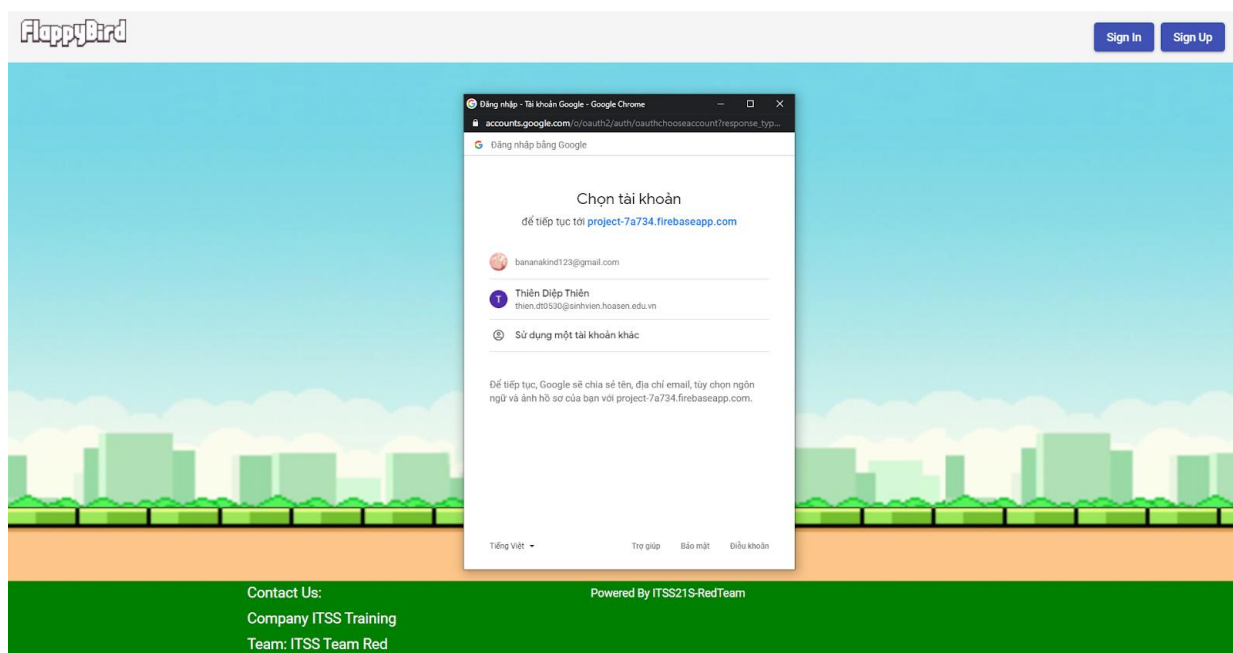 FlappyBird
Sign In
Sign Up
Đăng nhập - Tài khoản Google - Google Chrome
accounts.google.com/o/oauth2/auth/oauthchooseaccount?response_typ...
Đăng nhập bằng Google
Chọn tài khoản
để tiếp tục tới project-7a734.firebaseapp.com
bananakind123@gmail.com
T
Thiên Diệp Thiên
thien.dt0530@sinhvien.hoasen.edu.vn
Sử dụng một tài khoản khác
Để tiếp tục, Google sẽ chia sẻ tên, địa chỉ email, tùy chọn ngôn
ngữ và ảnh hồ sơ của bạn với project-7a734.firebaseapp.com.
Tiếng Việt
Trợ giúp
Bảo mật
Điều khoản
Contact Us:
Powered By ITSS21S-RedTeam
Company ITSS Training
Team: ITSS Team Red